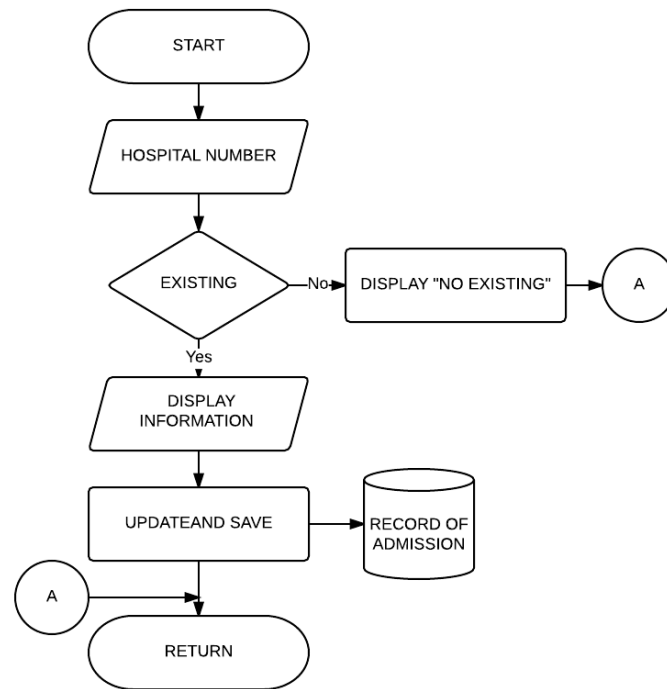 START
HOSPITAL NUMBER
EXISTING
No
DISPLAY "NO EXISTING"
A
Yes
DISPLAY
INFORMATION
UPDATEAND SAVE
RECORD OF
ADMISSION
A
RETURN